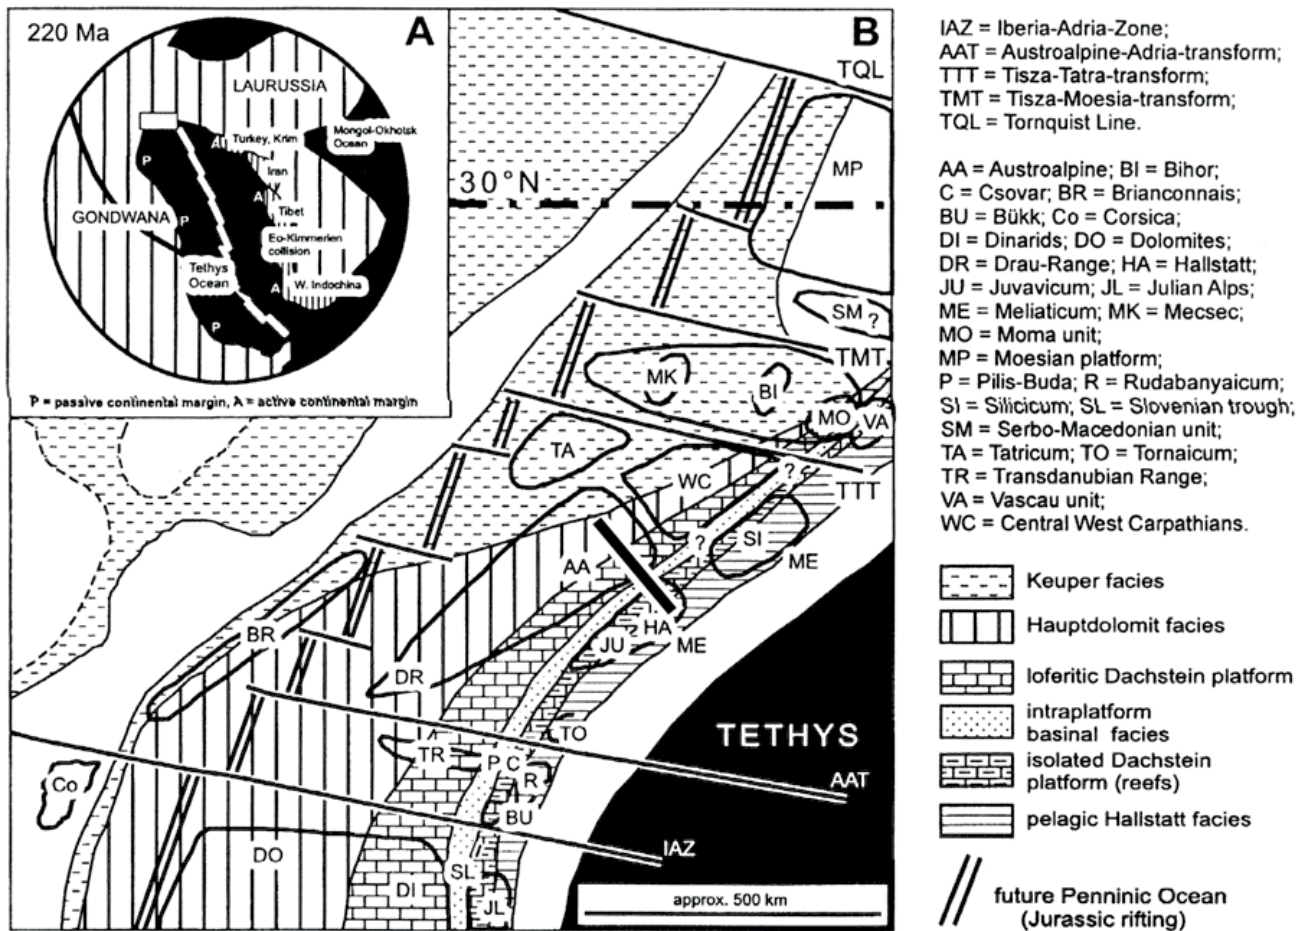 220 Ma
A
LAURUSSIA
Turkey, Krim
Mongol-Okhotsk
Ocean
Iran
Tibet
GONDWANA
Eo-Kimmerien
collision
Tethys
Ocean
W. Indochina
P
P
P
A
A
A
P = passive continental margin, A = active continental margin
B
TQL
30°N
MP
SM ?
TMT
MK
BI
MO
VA
TA
WC
?
TTT
SI
?
ME
AA
BR
HA
JU
ME
DR
TO
TETHYS
TR
P C
R
AAT
Co
BU
DO
IAZ
SL
DI
JL
approx. 500 km
IAZ = Iberia-Adria-Zone;
AAT = Austroalpine-Adria-transform;
TTT = Tisza-Tatra-transform;
TMT = Tisza-Moesia-transform;
TQL = Tornquist Line.
AA = Austroalpine; BI = Bihor;
C = Csovar; BR = Brianconnais;
BU = Bükk; Co = Corsica;
DI = Dinarids; DO = Dolomites;
DR = Drau-Range; HA = Hallstatt;
JU = Juvavicum; JL = Julian Alps;
ME = Meliaticum; MK = Mecsec;
MO = Moma unit;
MP = Moesian platform;
P = Pilis-Buda; R = Rudabanyaicum;
SI = Silicicum; SL = Slovenian trough;
SM = Serbo-Macedonian unit;
TA = Tatricum; TO = Tornaicum;
TR = Transdanubian Range;
VA = Vascau unit;
WC = Central West Carpathians.
Keuper facies
Hauptdolomit facies
loferitic Dachstein platform
intraplatform
basinal facies
isolated Dachstein
platform (reefs)
pelagic Hallstatt facies
future Penninic Ocean
(Jurassic rifting)